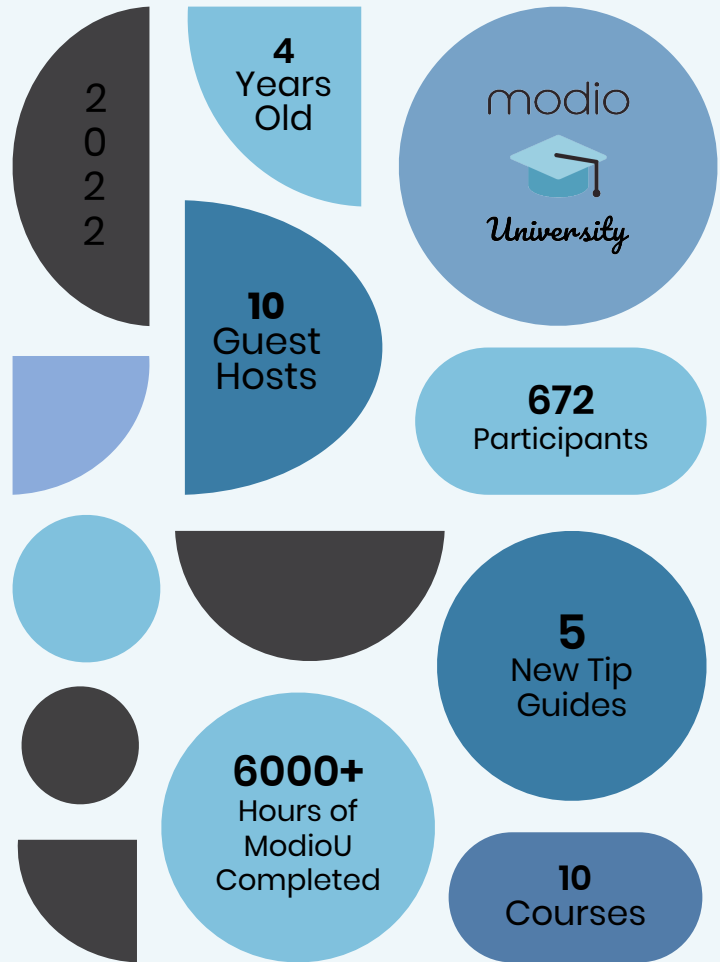 2
0
2
2
4
Years
Old
modio
University
10
Guest
Hosts
672
Participants
5
New Tip
Guides
6000+
Hours of
ModioU
Completed
10
Courses